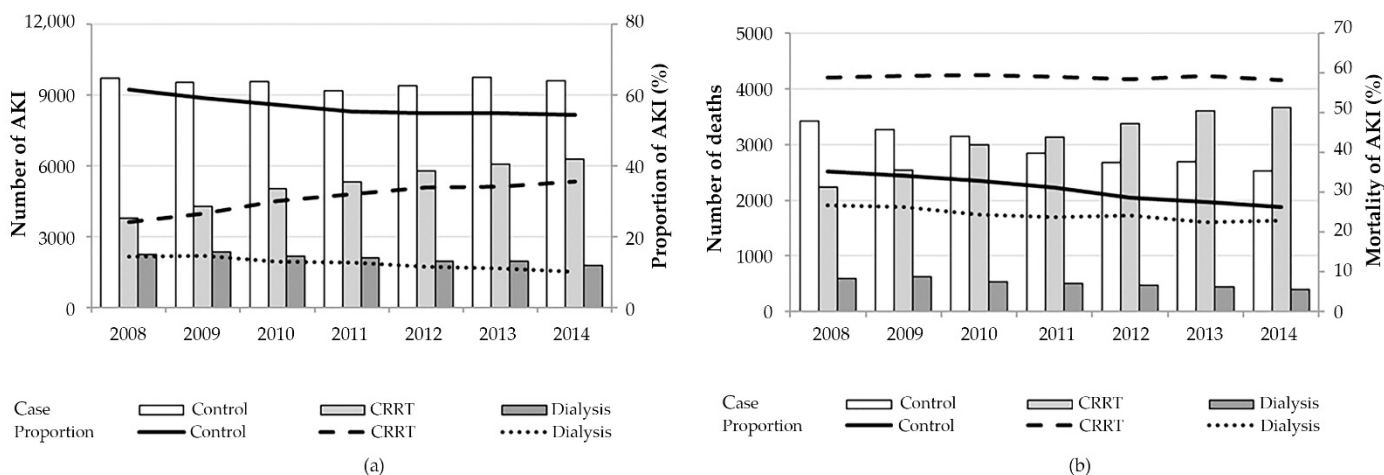 12,000
9000
6000
3000
0
Number of AKI
80
60
40
20
0
Proportion of AKI (%)
2008 2009 2010 2011 2012 2013 2014
Case Control CRRT Dialysis
Proportion Control CRRT Dialysis
(a)
5000
4000
3000
2000
1000
0
Number of deaths
70
60
50
40
30
20
10
0
Mortality of AKI (%)
2008 2009 2010 2011 2012 2013 2014
Case Control CRRT Dialysis
Proportion Control CRRT Dialysis
(b)